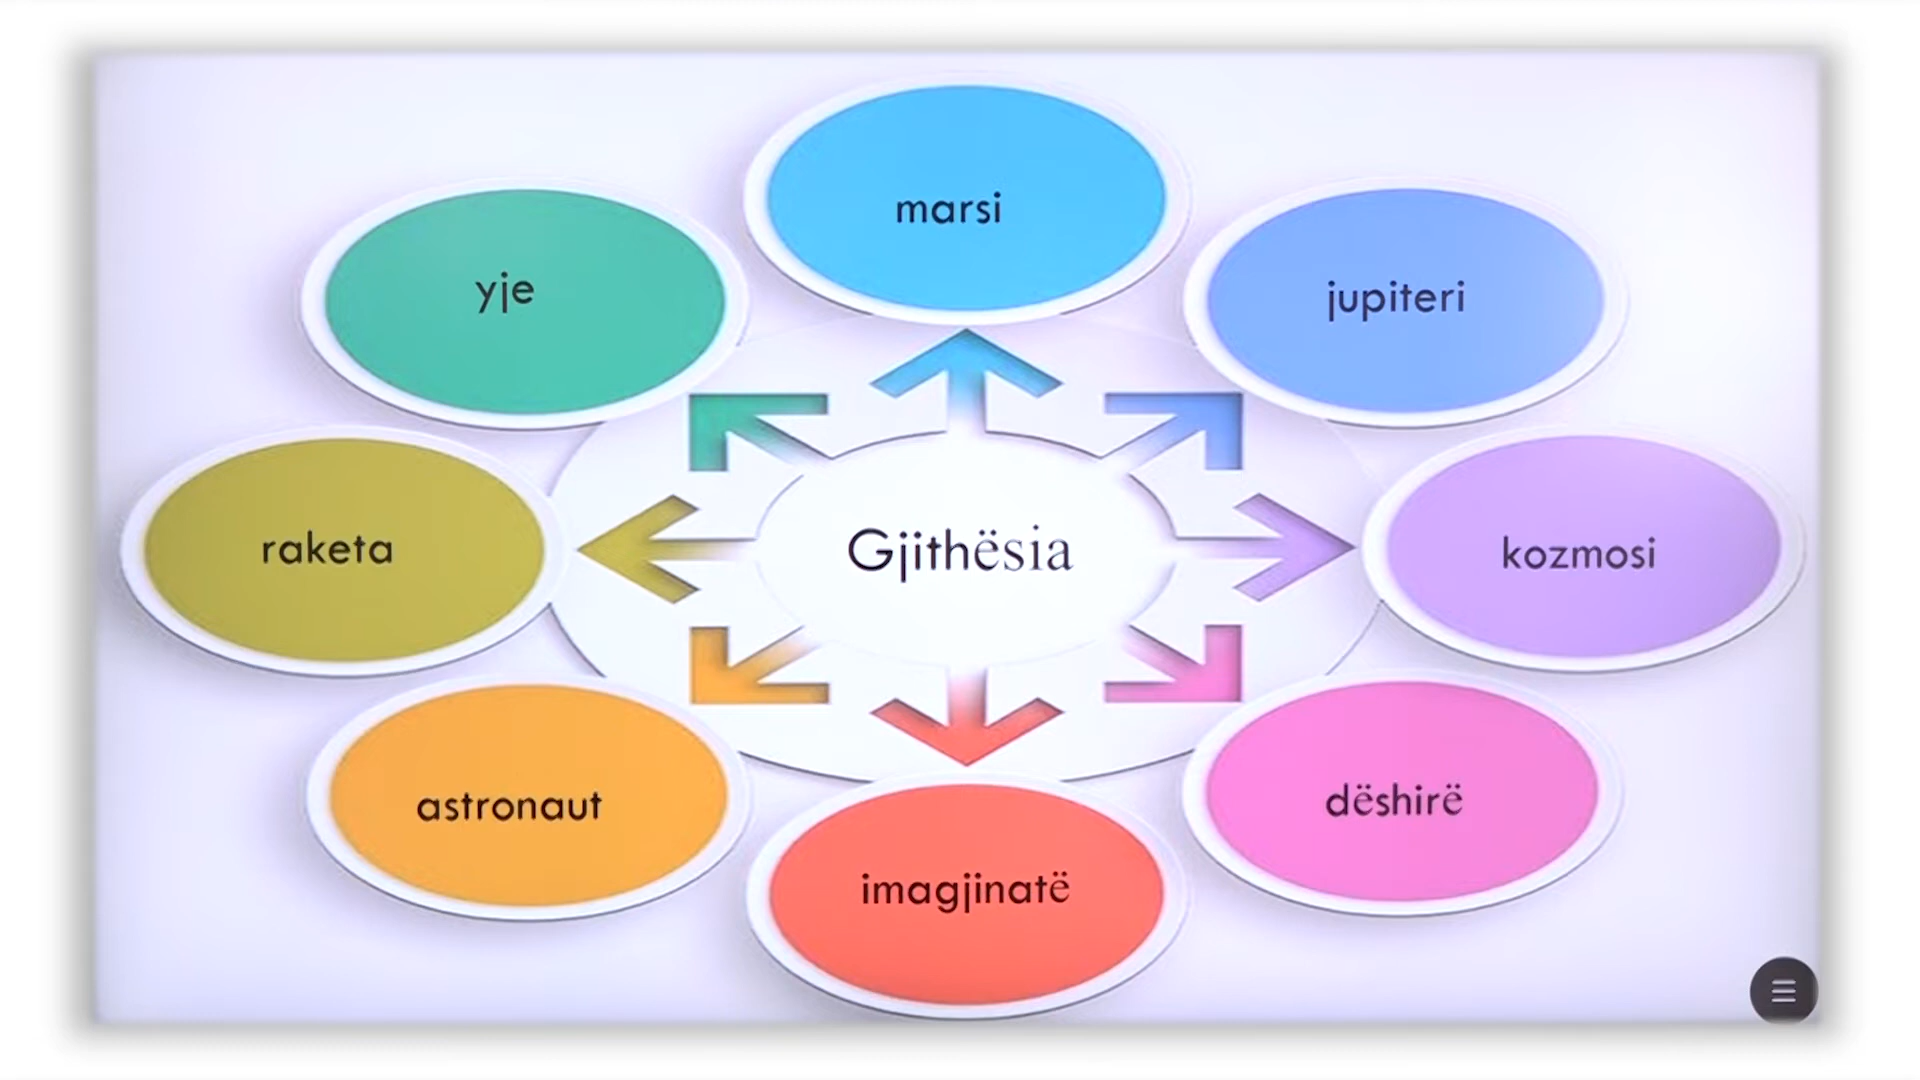 marsi
yje
jupiteri
raketa
Gjithësia
kozmosi
astronaut
dëshirë
imagjinatë